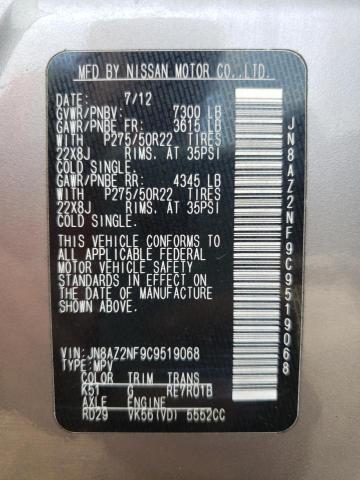 MFD BY NISSAN MOTOR CO.,LTD.
DATE: 7/12
GVWR/PNBV: 7300 LB
GAWR/PNBE FR: 3615 LB
WITH P275/50R22 TIRES
22X8J RIMS. AT 35PSI
COLD SINGLE.
GAWR/PNBE RR: 4345 LB
WITH P275/50R22 TIRES
22X8J RIMS. AT 35PSI
COLD SINGLE.
THIS VEHICLE CONFORMS TO
ALL APPLICABLE FEDERAL
MOTOR VEHICLE SAFETY
STANDARDS IN EFFECT ON
THE DATE OF MANUFACTURE
SHOWN ABOVE.
VIN: JN8AZ2NF9C9519068
TYPE: MPV
COLOR TRIM TRANS
K51 G RE7R01B
AXLE ENGINE
RD29 VK56(VD) 5552CC
JN8AZ2NF9C9519068